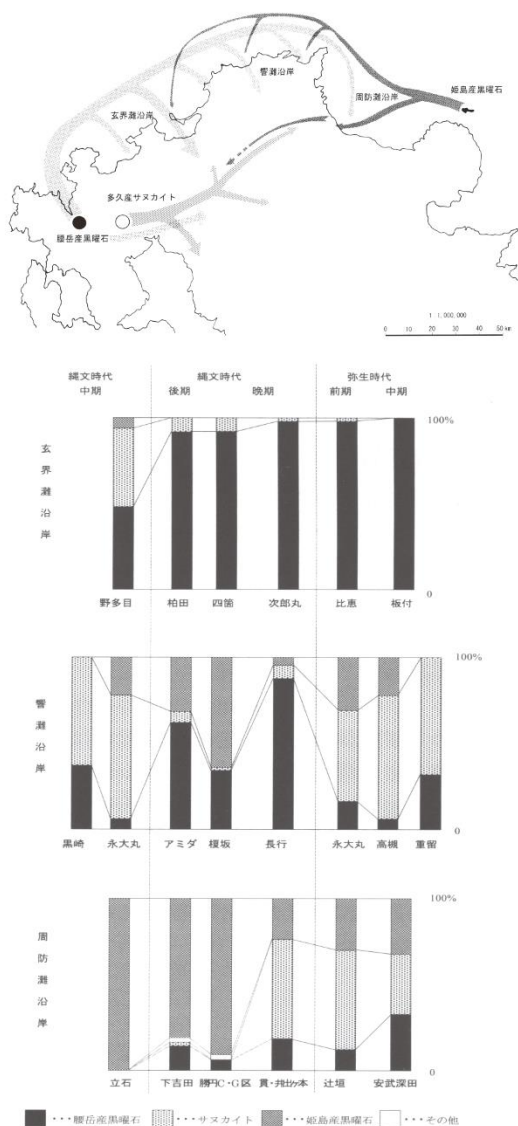 響灘沿岸
玄界灘沿岸
周防灘沿岸
姫島産黒曜石
多久産サヌカイト
腰岳産黒曜石
1:1,000,000
0 10 20 30 40 50 km
縄文時代 縄文時代 弥生時代
中期 後期 晩期 前期 中期
玄界灘沿岸
100%
0
野多目 柏田 四箇 次郎丸 比恵 板付
響灘沿岸
100%
0
黒崎 永大丸 アミダ 榎坂 長行 永大丸 高槻 重留
周防灘沿岸
100%
0
立石 下吉田 勝円C・G区 貫・井出ヶ本 辻垣 安武深田
・・・腰岳産黒曜石 ・・・サヌカイト ・・・姫島産黒曜石 ・・・その他